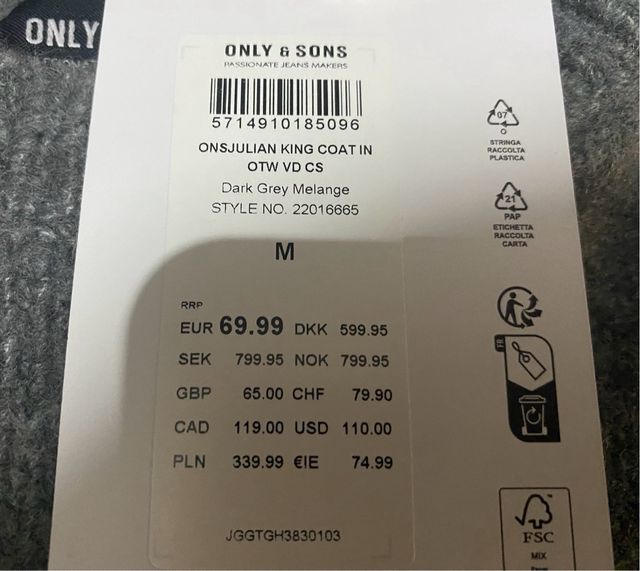 ONLY
ONLY & SONS
PASSIONATE JEANS MAKERS
5714910185096
ONSJULIAN KING COAT IN
OTW VD CS
Dark Grey Melange
STYLE NO. 22016665
M
RRP
EUR 69.99 DKK 599.95
SEK 799.95 NOK 799.95
GBP 65.00 CHF 79.90
CAD 119.00 USD 110.00
PLN 339.99 €IE 74.99
JGGTGH3830103
07
O
STRINGA
RACCOLTA
PLASTICA
21
PAP
ETICHETTA
RACCOLTA
CARTA
FR
FSC
MIX